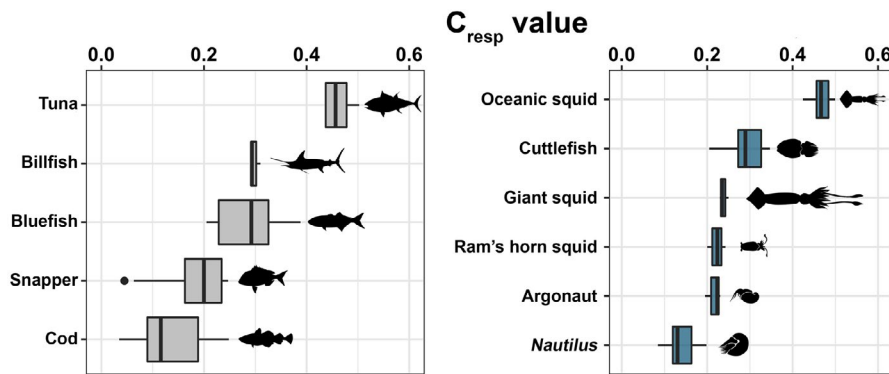 C_resp value
0.0 0.2 0.4 0.6
Tuna
Billfish
Bluefish
Snapper
Cod
0.0 0.2 0.4 0.6
Oceanic squid
Cuttlefish
Giant squid
Ram's horn squid
Argonaut
Nautilus